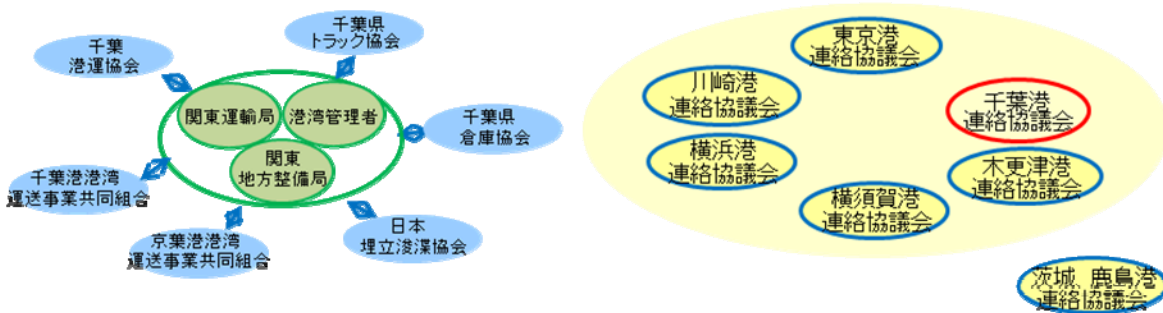 千葉
港運協会
千葉県
トラック協会
関東運輸局
港湾管理者
関東
地方整備局
千葉県
倉庫協会
千葉港港湾
運送事業共同組合
京葉港港湾
運送事業共同組合
日本
埋立浚渫協会
東京港
連絡協議会
川崎港
連絡協議会
千葉港
連絡協議会
横浜港
連絡協議会
木更津港
連絡協議会
横須賀港
連絡協議会
茨城 鹿島港
連絡協議会